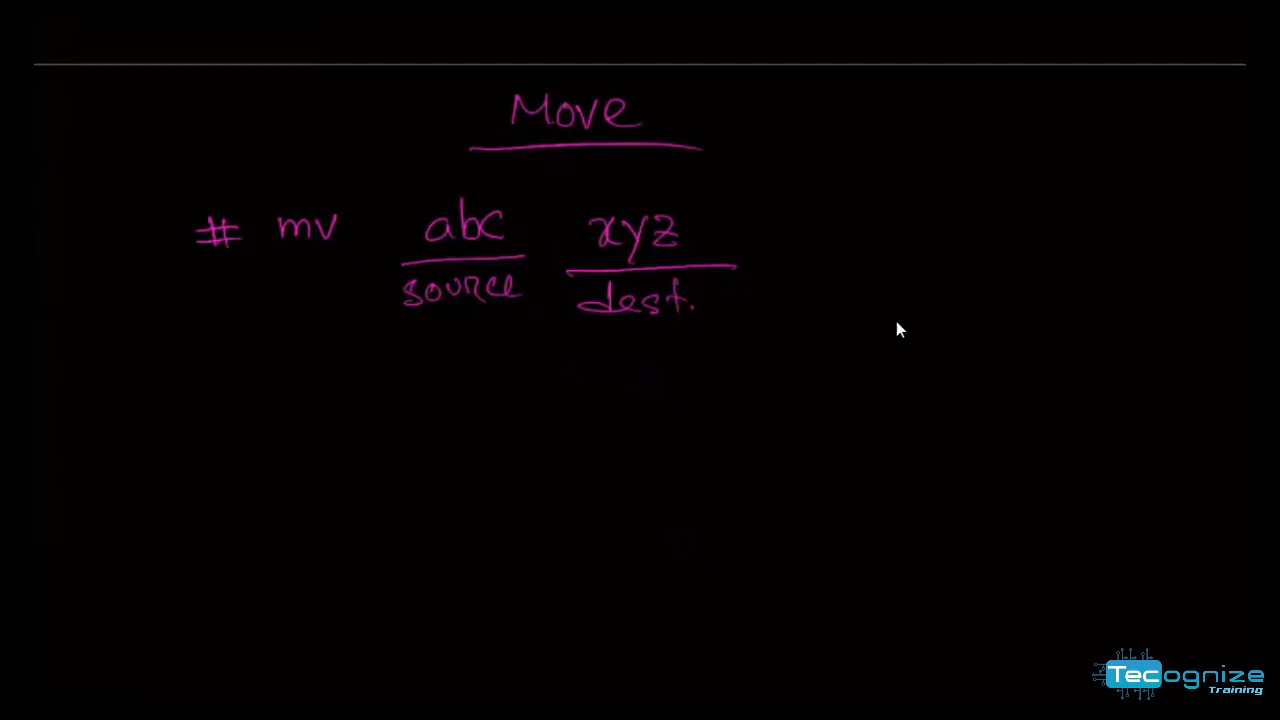 Move
# mv abc xyz
source dest.
Tecognize
Training